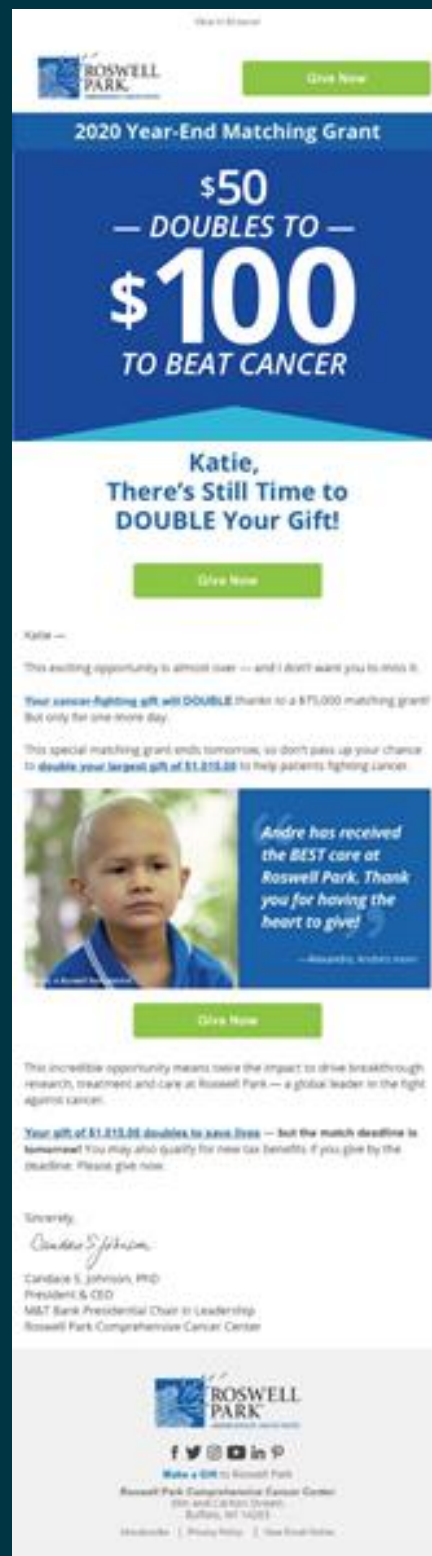 View in Browser
ROSWELL
PARK
Give Now
2020 Year-End Matching Grant
$50
— DOUBLES TO —
$100
TO BEAT CANCER
Katie,
There's Still Time to
DOUBLE Your Gift!
Give Now
Katie —
This exciting opportunity is almost over — and I don't want you to miss it.
Your cancer-fighting gift will DOUBLE thanks to a $75,000 matching grant!
But only for one more day.
This special matching grant ends tomorrow, so don't pass up your chance
to double your largest gift of $1,015.00 to help patients fighting cancer.
Andre has received
the BEST care at
Roswell Park. Thank
you for having the
heart to give!
Give Now
This incredible opportunity means twice the impact to drive breakthrough
research, treatment and care at Roswell Park — a global leader in the fight
against cancer.
Your gift of $1,015.00 doubles to save lives — but the match deadline is
tomorrow! You may also qualify for new tax benefits if you give by the
deadline. Please give now.
Sincerely,
Candace S. Johnson
Candace S. Johnson, PhD
President & CEO
M&T Bank Presidential Chair in Leadership
Roswell Park Comprehensive Cancer Center
ROSWELL
PARK
Make a Gift to Roswell Park
Roswell Park Comprehensive Cancer Center
Elm and Carlton Streets
Buffalo, NY 14263
Unsubscribe | Privacy Policy | View Email Online